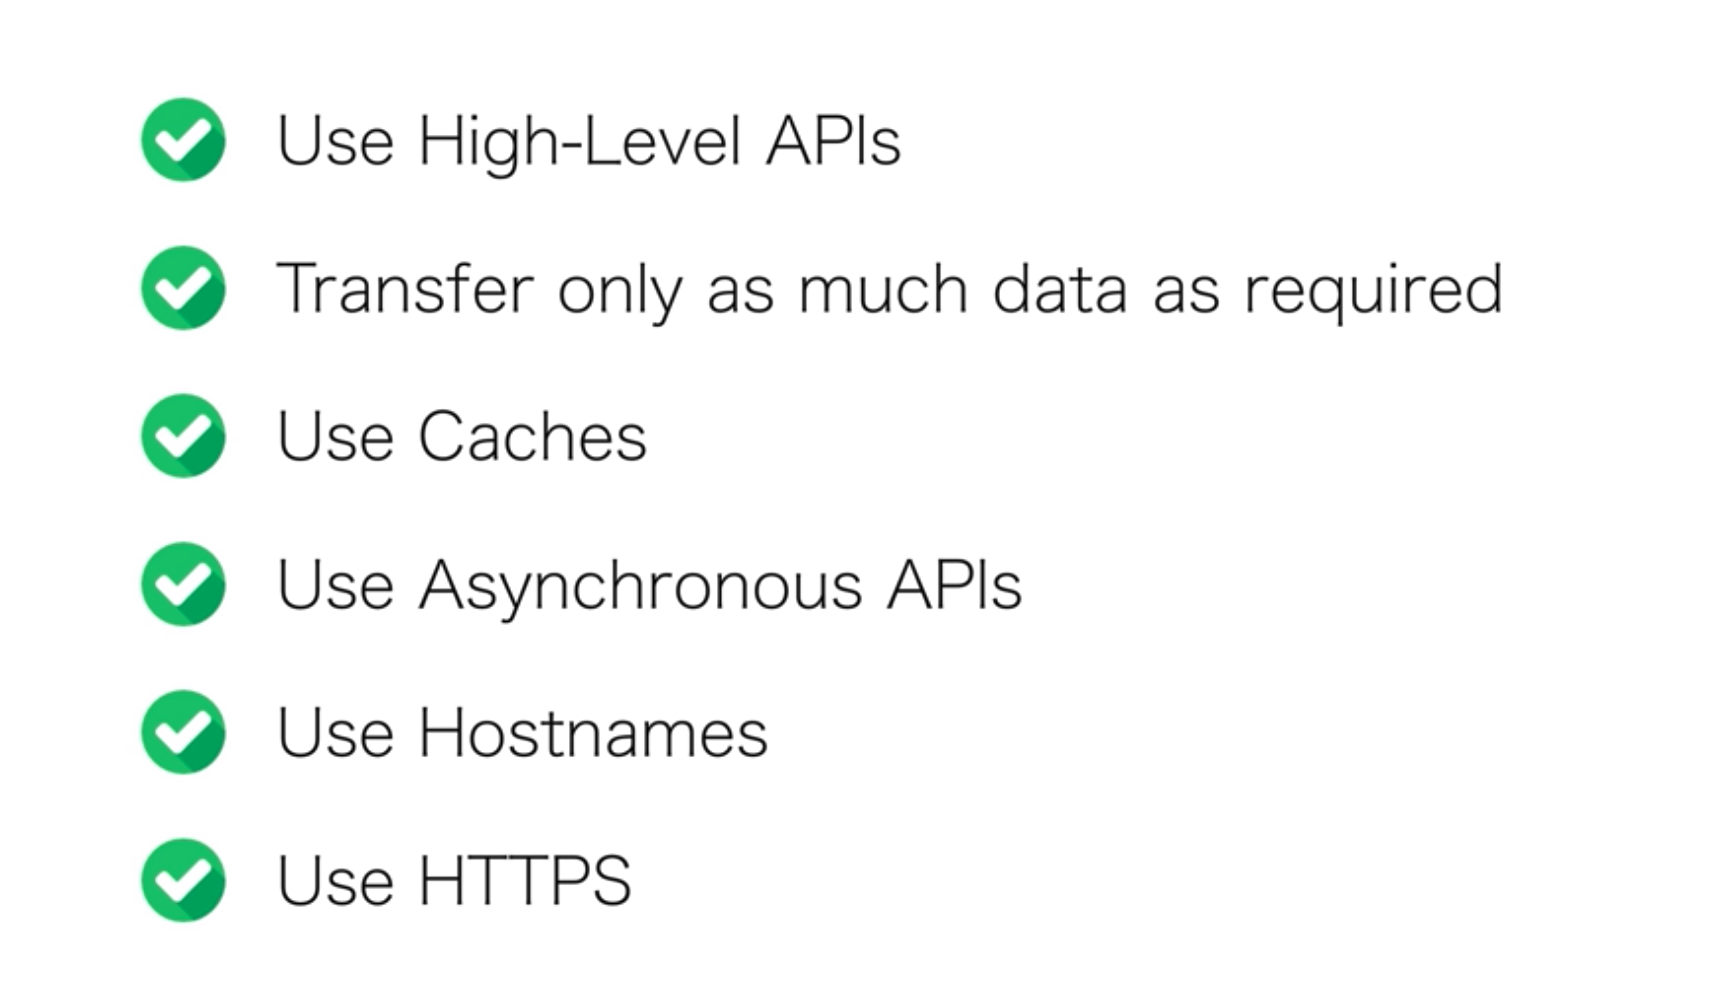 Use High-Level APIs
Transfer only as much data as required
Use Caches
Use Asynchronous APIs
Use Hostnames
Use HTTPS